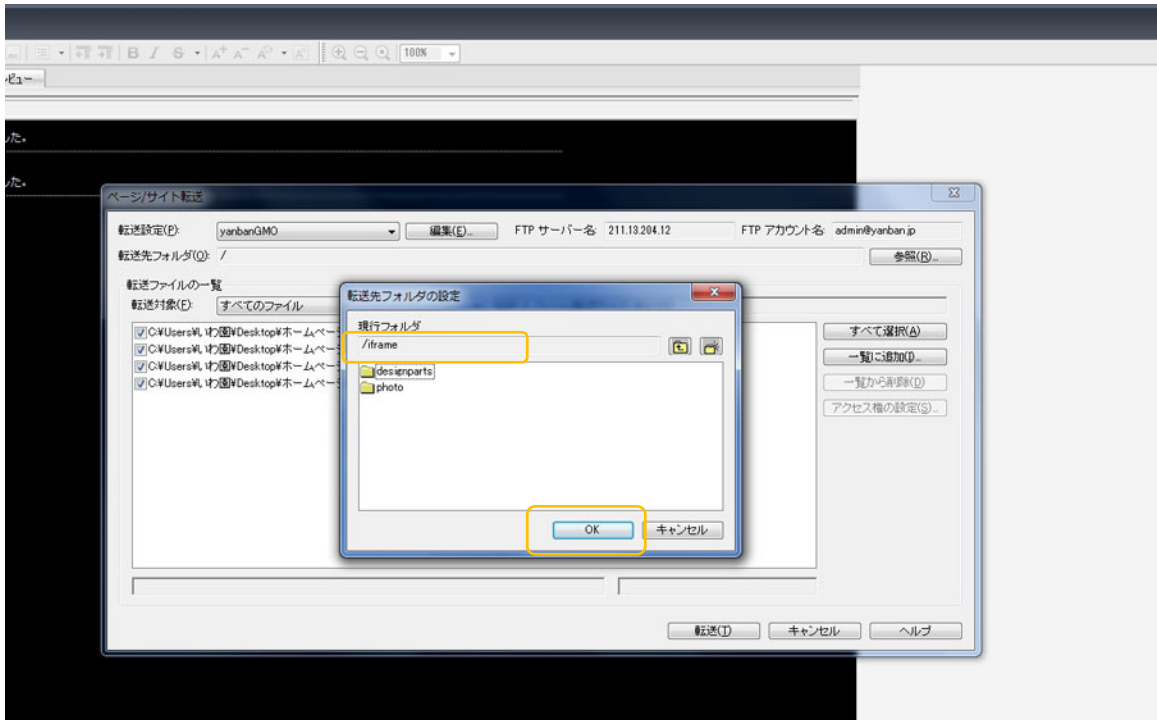 B I S A+ A- A
100%
ビュー
た。
た。
ページ/サイト転送
転送設定(P): yanbanGMO 編集(E)... FTP サーバー名: 211.13.204.12 FTP アカウント名: admin@yanban.jp
転送先フォルダ(O): / 参照(R)...
転送ファイルの一覧
転送対象(F): すべてのファイル
転送先フォルダの設定
現行フォルダ
/iframe
designparts
photo
OK キャンセル
C:¥Users¥しいわ園¥Desktop¥ホームペー
C:¥Users¥しいわ園¥Desktop¥ホームペー
C:¥Users¥しいわ園¥Desktop¥ホームペー
C:¥Users¥しいわ園¥Desktop¥ホームペー
すべて選択(A)
一覧に追加(I)...
一覧から削除(D)
アクセス権の設定(S)...
転送(T) キャンセル ヘルプ